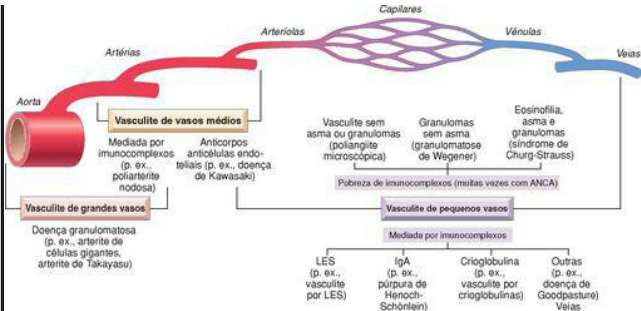 Capilares
Arteríolas
Vênulas
Artérias
Veias
Aorta
Vasculite de vasos médios
Mediada por
imunocomplexos
(p. ex.,
poliarterite
nodosa)
Anticorpos
anticélulas endo-
teliais (p. ex., doença
de Kawasaki)
Vasculite sem
asma ou granulomas
(poliangiite
microscópica)
Granulomas
sem asma
(granulomatose
de Wegener)
Eosinofilia,
asma e
granulomas
(síndrome de
Churg-Strauss)
Pobreza de imunocomplexos (muitas vezes com ANCA)
Vasculite de grandes vasos
Vasculite de pequenos vasos
Doença granulomatosa
(p. ex., arterite de
células gigantes,
arterite de Takayasu)
Mediada por imunocomplexos
LES
(p. ex.,
vasculite
por LES)
IgA
(p. ex.,
púrpura de
Henoch-
Schönlein)
Crioglobulina
(p. ex.,
vasculite por
crioglobulinas)
Outras
(p. ex.,
doença de
Goodpasture)
Veias